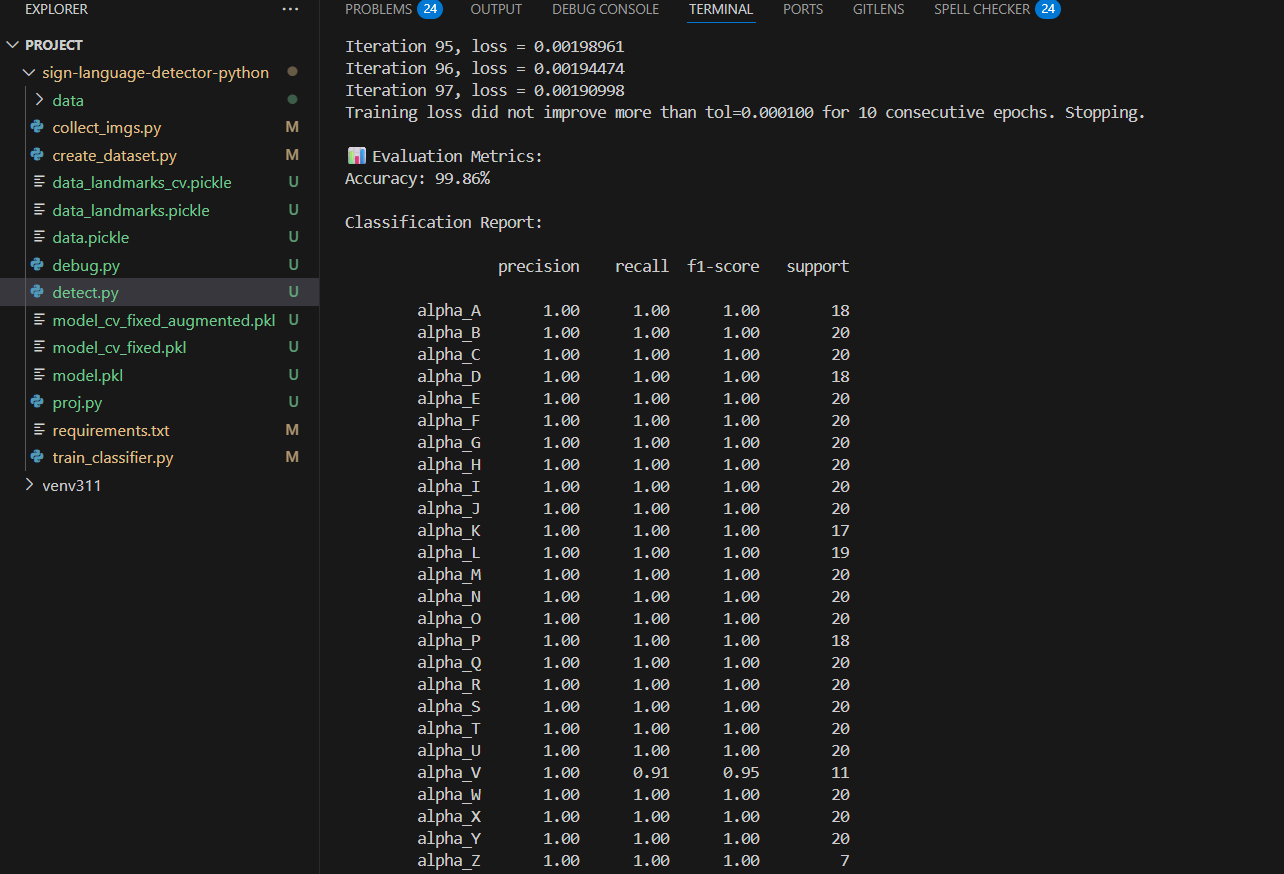 EXPLORER
PROJECT
sign-language-detector-python
data
collect_imgs.py M
create_dataset.py M
data_landmarks_cv.pickle U
data_landmarks.pickle U
data.pickle U
debug.py U
detect.py U
model_cv_fixed_augmented.pkl U
model_cv_fixed.pkl U
model.pkl U
proj.py U
requirements.txt M
train_classifier.py M
venv311
PROBLEMS 24 OUTPUT DEBUG CONSOLE TERMINAL PORTS GITLENS SPELL CHECKER 24
Iteration 95, loss = 0.00198961
Iteration 96, loss = 0.00194474
Iteration 97, loss = 0.00190998
Training loss did not improve more than tol=0.000100 for 10 consecutive epochs. Stopping.
📊 Evaluation Metrics:
Accuracy: 99.86%
Classification Report:
precision recall f1-score support
alpha_A 1.00 1.00 1.00 18
alpha_B 1.00 1.00 1.00 20
alpha_C 1.00 1.00 1.00 20
alpha_D 1.00 1.00 1.00 18
alpha_E 1.00 1.00 1.00 20
alpha_F 1.00 1.00 1.00 20
alpha_G 1.00 1.00 1.00 20
alpha_H 1.00 1.00 1.00 20
alpha_I 1.00 1.00 1.00 20
alpha_J 1.00 1.00 1.00 20
alpha_K 1.00 1.00 1.00 17
alpha_L 1.00 1.00 1.00 19
alpha_M 1.00 1.00 1.00 20
alpha_N 1.00 1.00 1.00 20
alpha_O 1.00 1.00 1.00 20
alpha_P 1.00 1.00 1.00 18
alpha_Q 1.00 1.00 1.00 20
alpha_R 1.00 1.00 1.00 20
alpha_S 1.00 1.00 1.00 20
alpha_T 1.00 1.00 1.00 20
alpha_U 1.00 1.00 1.00 20
alpha_V 1.00 0.91 0.95 11
alpha_W 1.00 1.00 1.00 20
alpha_X 1.00 1.00 1.00 20
alpha_Y 1.00 1.00 1.00 20
alpha_Z 1.00 1.00 1.00 7